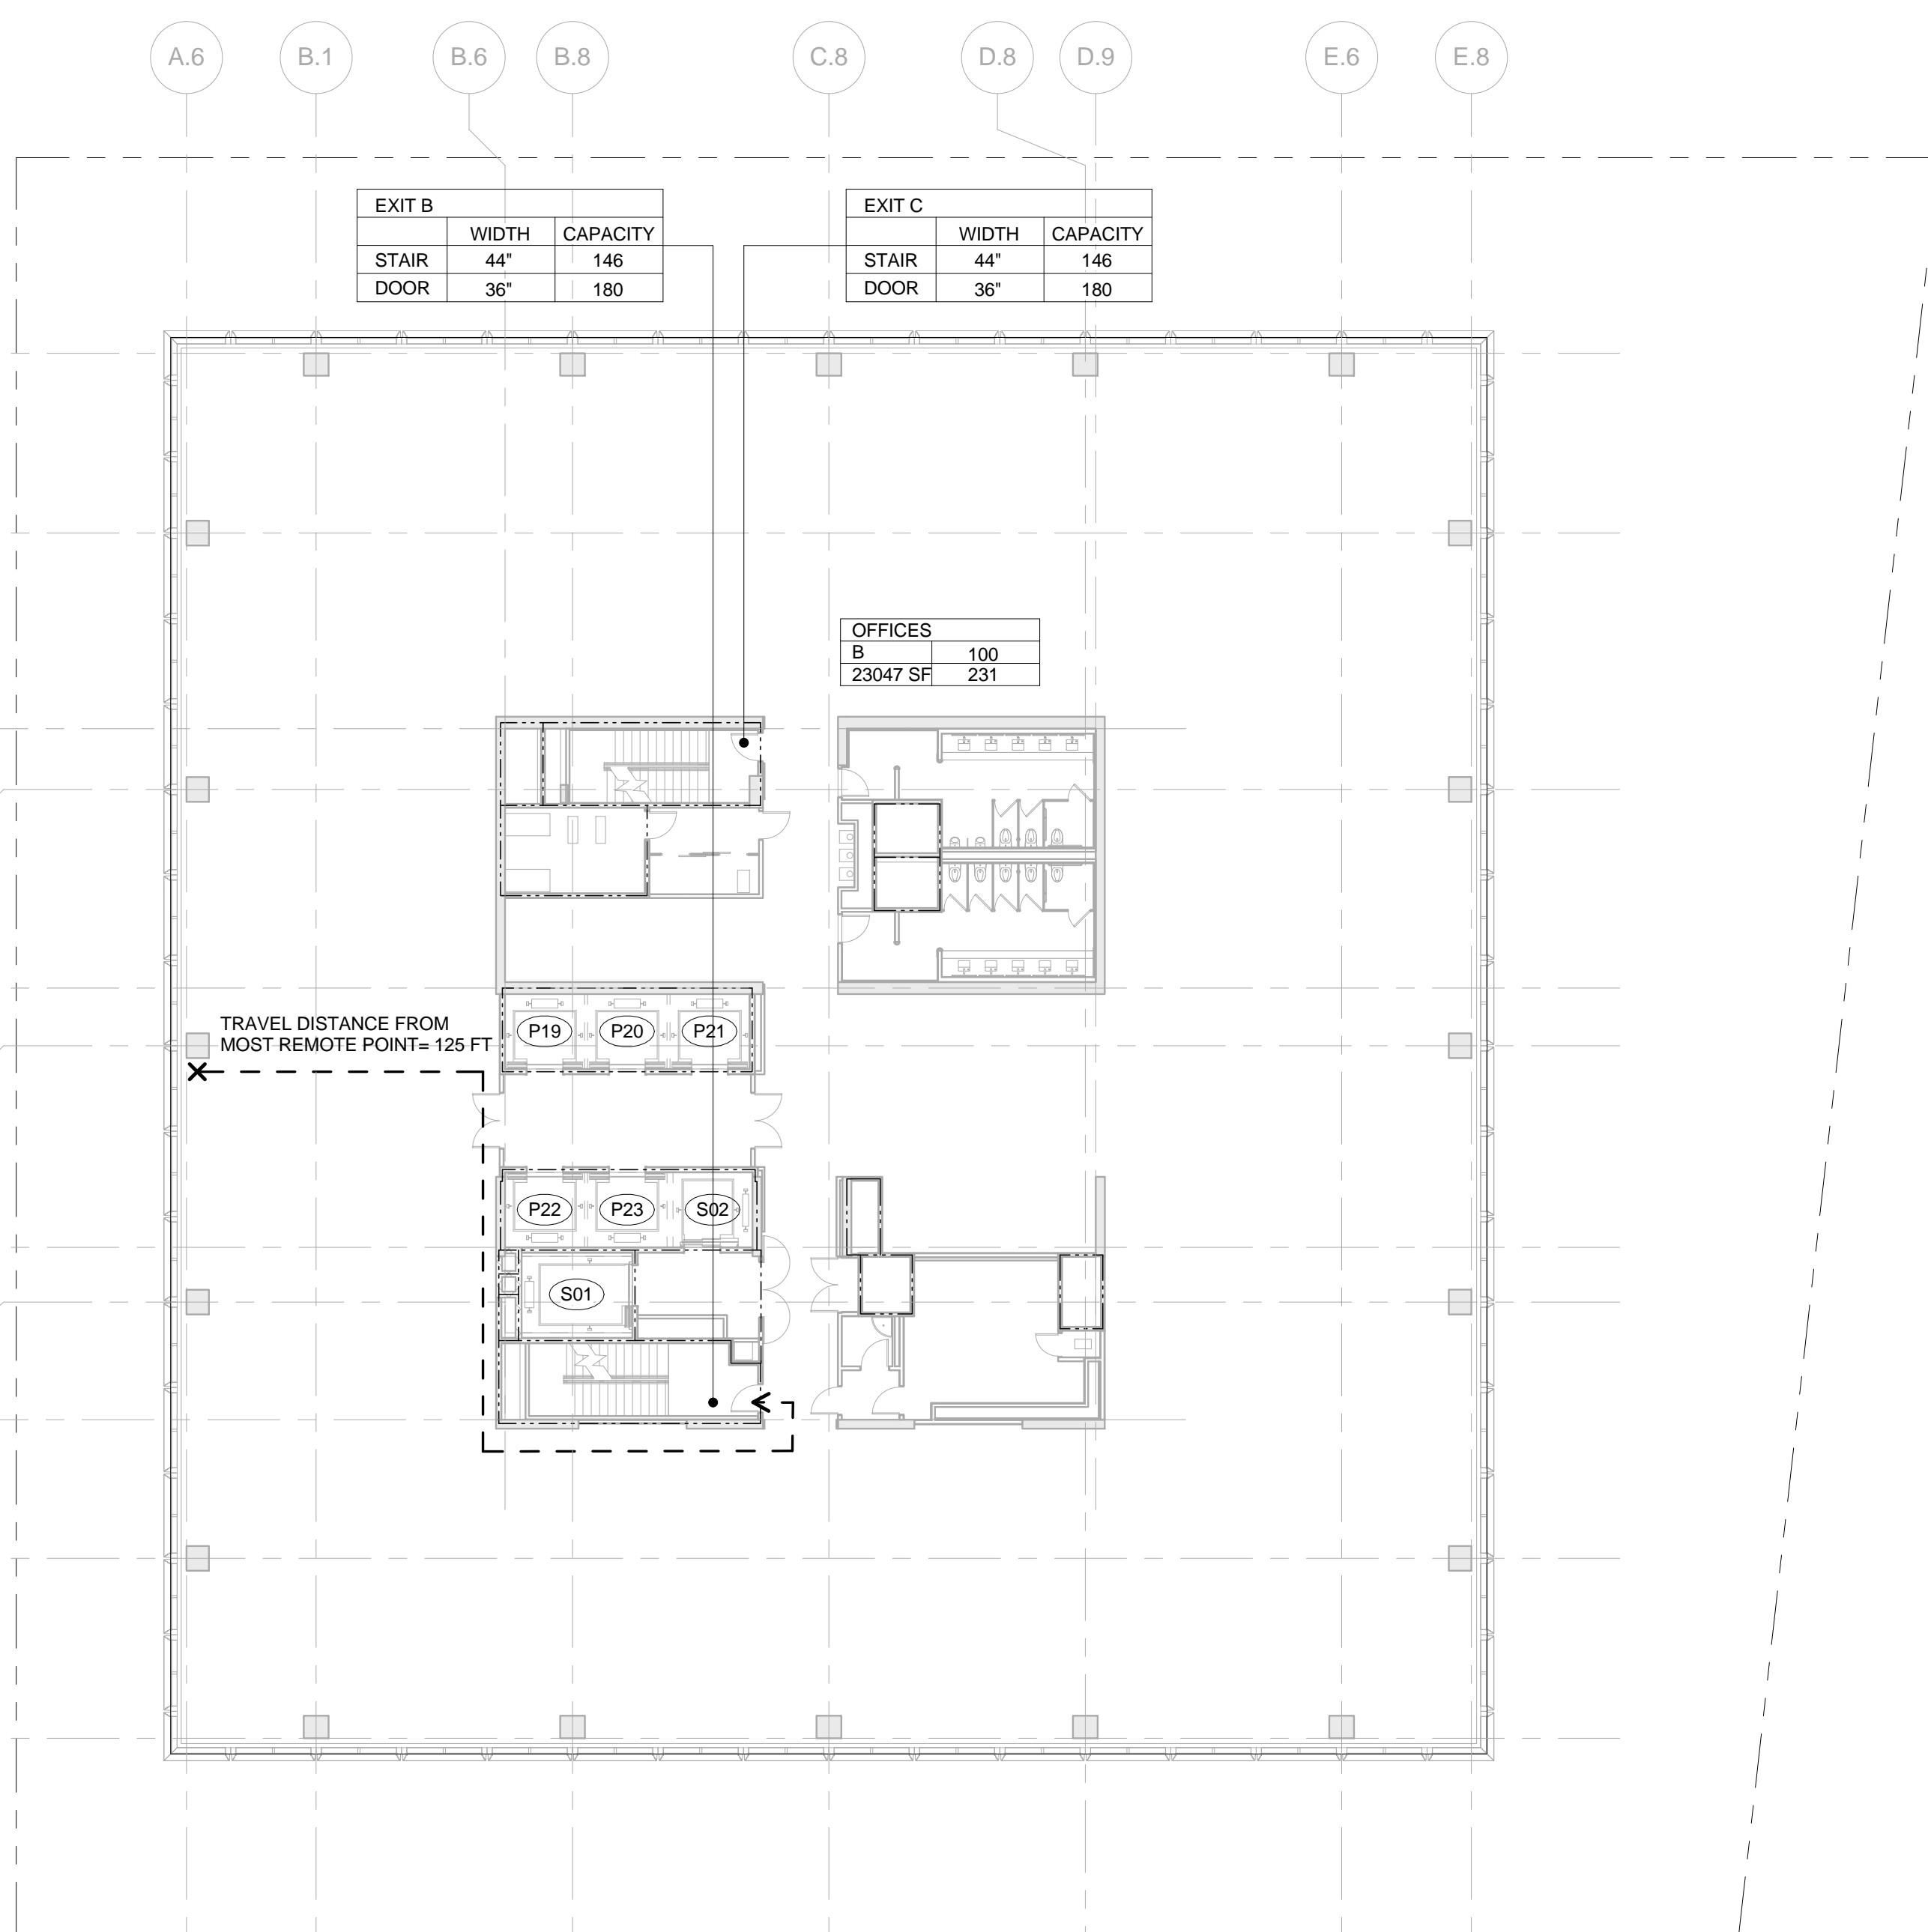 A.6 B.1 B.6 B.8 C.8 D.8 D.9 E.6 E.8
EXIT B
WIDTH CAPACITY
STAIR 44" 146
DOOR 36" 180
EXIT C
WIDTH CAPACITY
STAIR 44" 146
DOOR 36" 180
OFFICES
B 100
23047 SF 231
TRAVEL DISTANCE FROM
MOST REMOTE POINT= 125 FT
P19 P20 P21
P22 P23 S02
S01